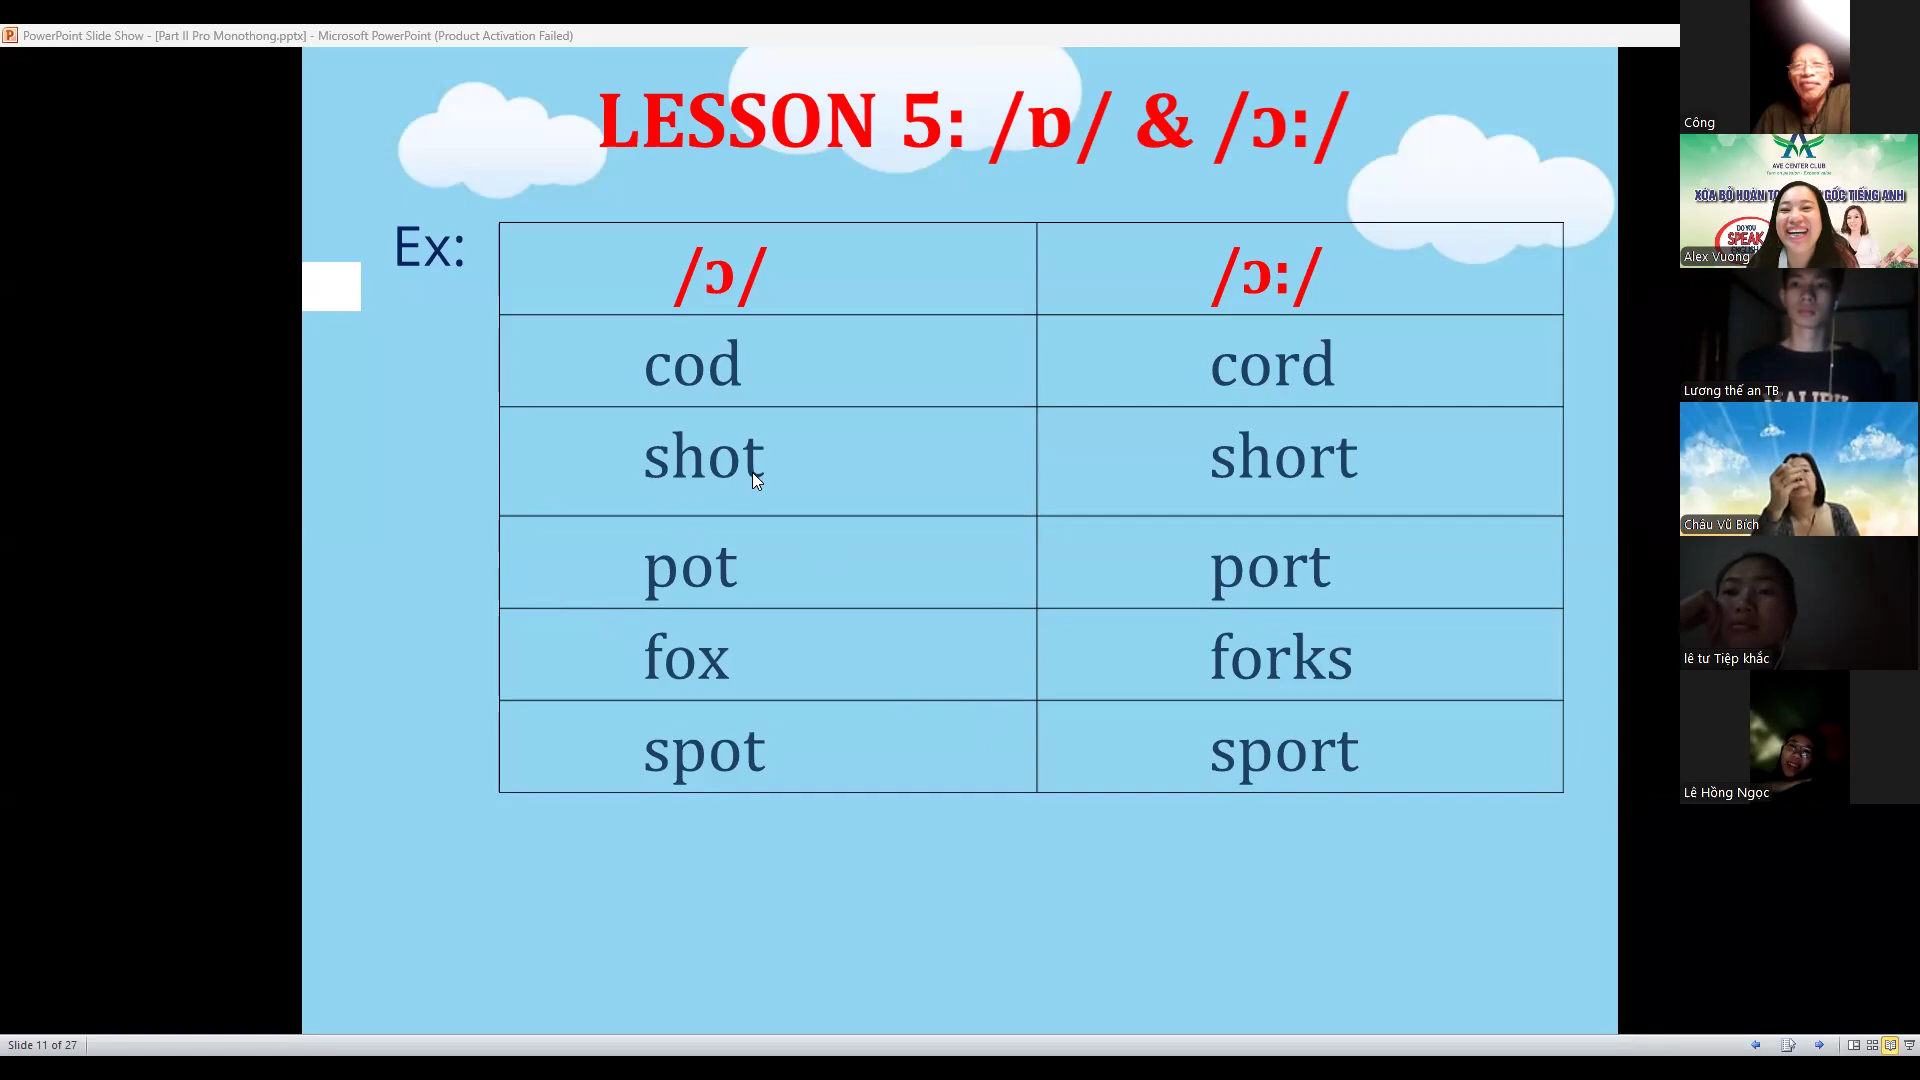 PowerPoint Slide Show - [Part II Pro Monothong.pptx] - Microsoft PowerPoint (Product Activation Failed)
LESSON 5: /ɒ/ & /ɔ:/
Ex:
/ɔ/ /ɔ:/
cod cord
shot short
pot port
fox forks
spot sport
Slide 11 of 27
Công
AVE CENTER CLUB
XÓA BỎ HOÀN GỐC TIẾNG ANH
DO YOU
SPEAK
Alex Vuong
Lương thế an TB
Châu Vũ Bích
lê tư Tiệp khắc
Lê Hồng Ngọc